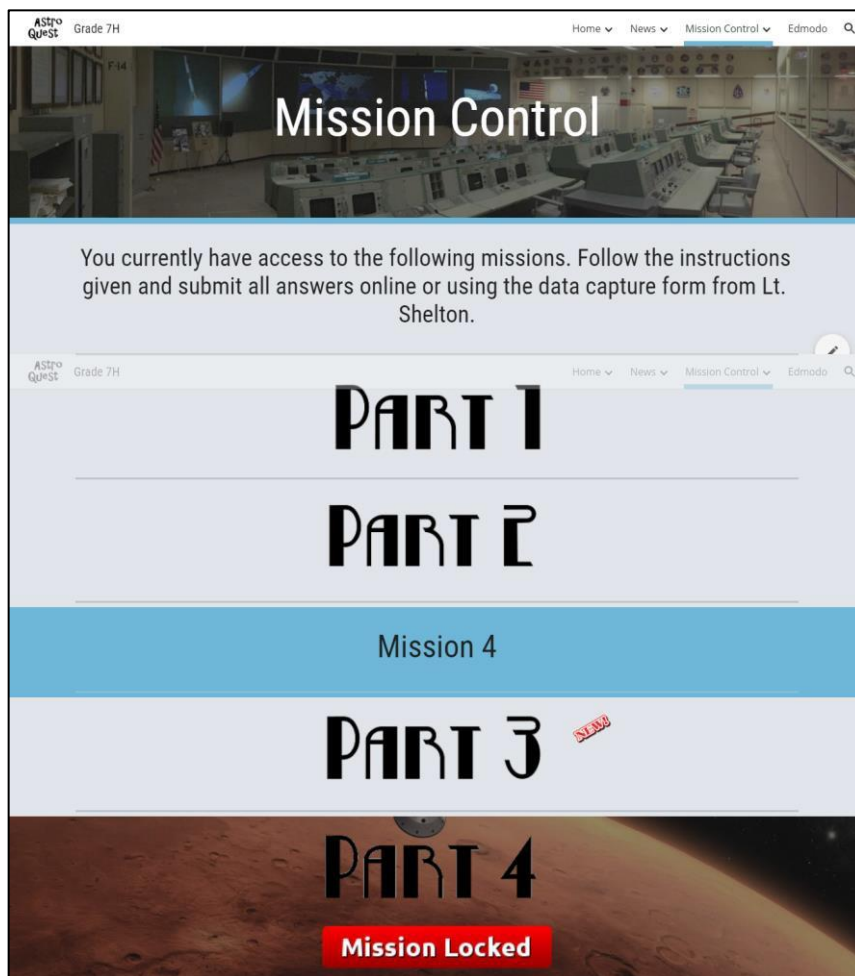 Astro
Quest
Grade 7H
Home
News
Mission Control
Edmodo
F-14
Mission Control
You currently have access to the following missions. Follow the instructions
given and submit all answers online or using the data capture form from Lt.
Shelton.
Astro
Quest
Grade 7H
Home
News
Mission Control
Edmodo
Part 1
Part 2
Mission 4
Part 3
NEW!
Part 4
Mission Locked